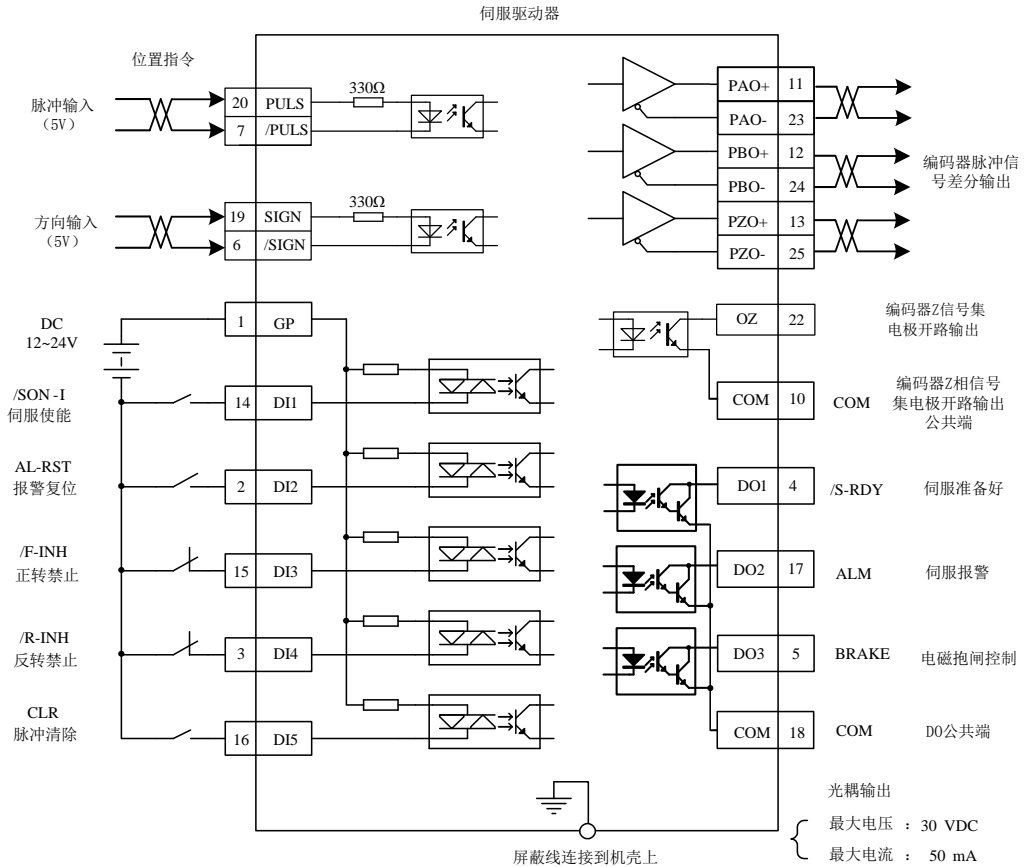 伺服驱动器
位置指令
脉冲输入
（5V）
20 PULS
7 /PULS
330Ω
方向输入
（5V）
19 SIGN
6 /SIGN
330Ω
DC
12~24V
1 GP
/SON-I
伺服使能
14 DI1
AL-RST
报警复位
2 DI2
/F-INH
正转禁止
15 DI3
/R-INH
反转禁止
3 DI4
CLR
脉冲清除
16 DI5
PAO+ 11
PAO- 23
PBO+ 12
PBO- 24
PZO+ 13
PZO- 25
编码器脉冲信
号差分输出
OZ 22
编码器Z信号集
电极开路输出
COM 10 COM
编码器Z相信号
集电极开路输出
公共端
DO1 4 /S-RDY 伺服准备好
DO2 17 ALM 伺服报警
DO3 5 BRAKE 电磁抱闸控制
COM 18 COM DO公共端
光耦输出
最大电压 ：30 VDC
最大电流 ： 50 mA
屏蔽线连接到机壳上